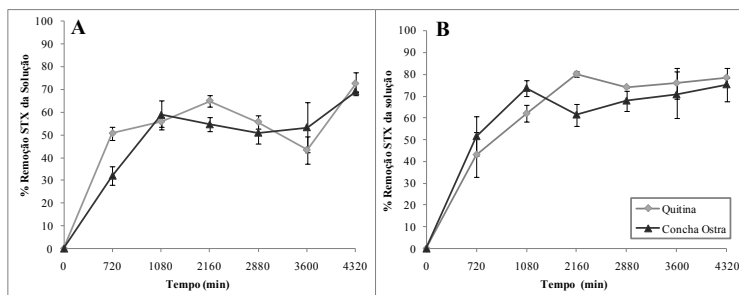 A
% Remoção STX da Solução
100
90
80
70
60
50
40
30
20
10
0
0 720 1080 2160 2880 3600 4320
Tempo (min)
B
% Remoção STX da solução
100
90
80
70
60
50
40
30
20
10
0
0 720 1080 2160 2880 3600 4320
Tempo (min)
Quitina
Concha Ostra